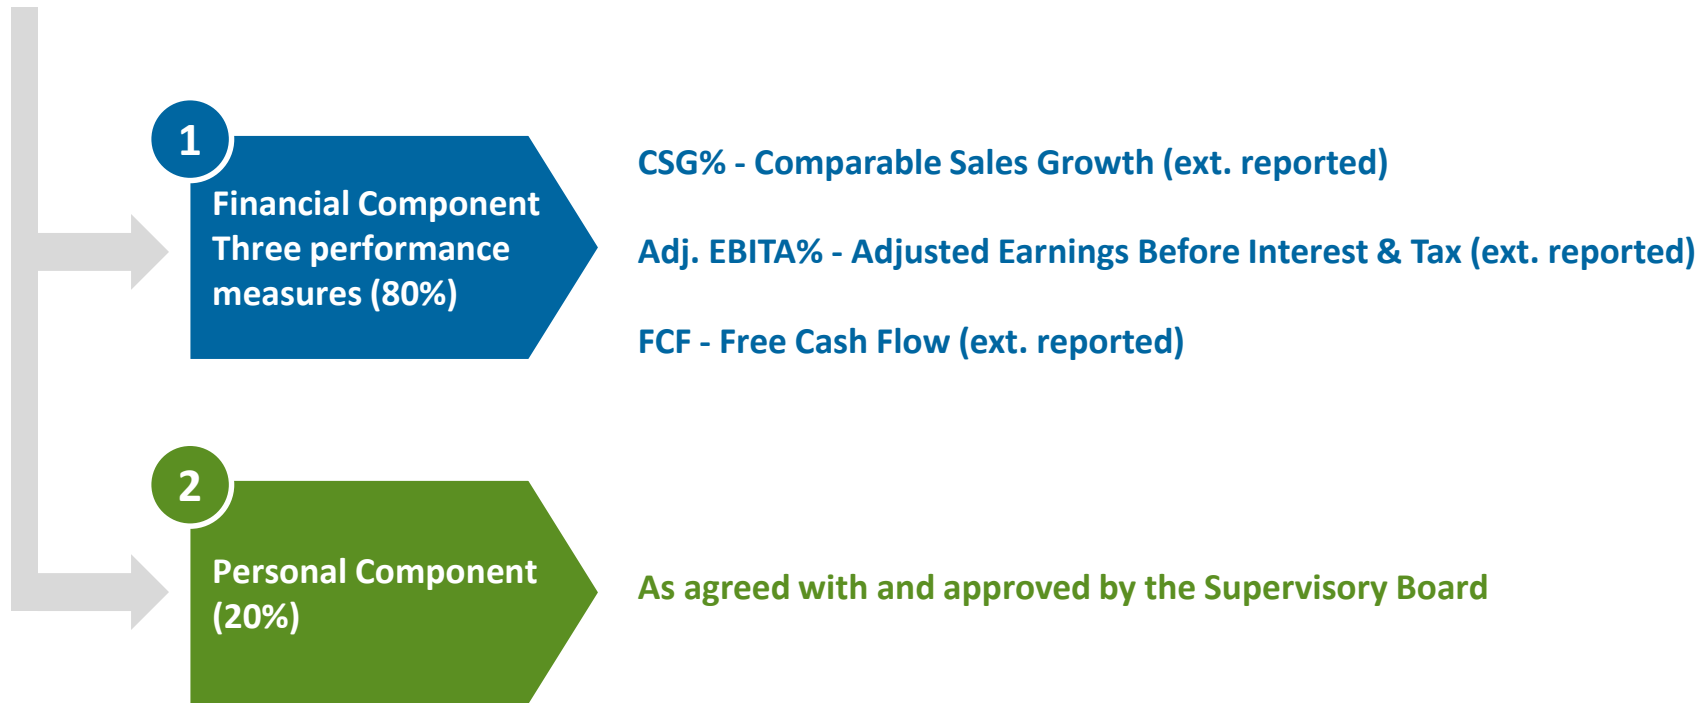 1
Financial Component
Three performance
measures (80%)
CSG% - Comparable Sales Growth (ext. reported)
Adj. EBITA% - Adjusted Earnings Before Interest & Tax (ext. reported)
FCF - Free Cash Flow (ext. reported)
2
Personal Component
(20%)
As agreed with and approved by the Supervisory Board